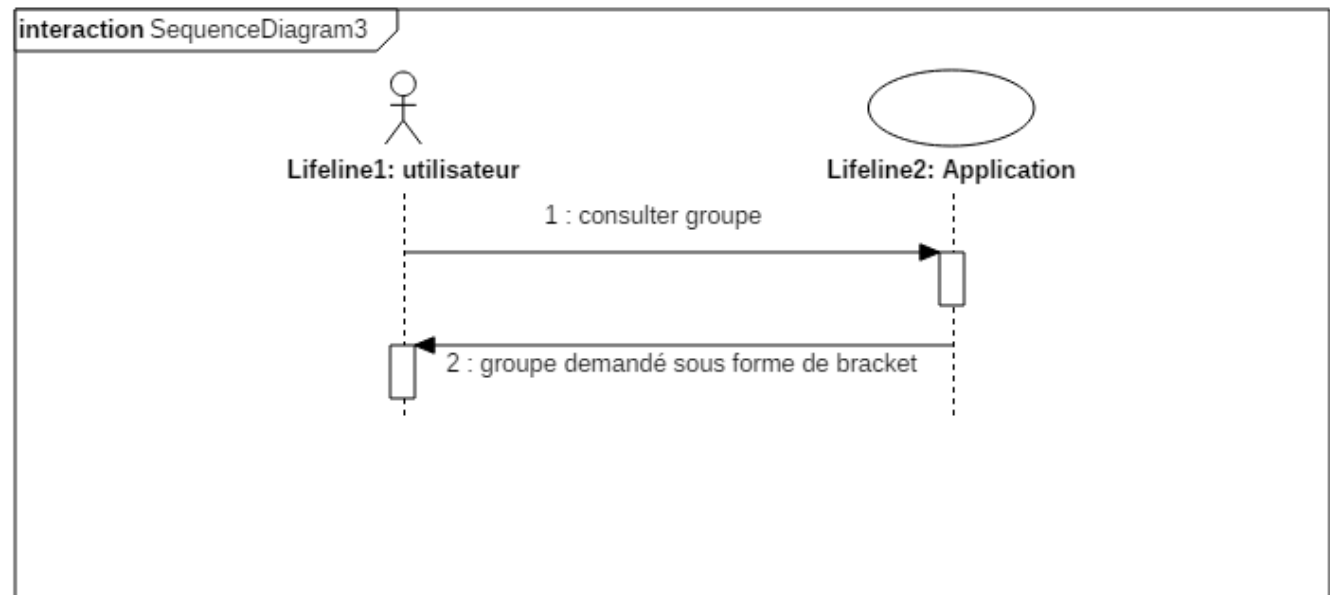 interaction SequenceDiagram3
Lifeline1: utilisateur
Lifeline2: Application
1 : consulter groupe
2 : groupe demandé sous forme de bracket